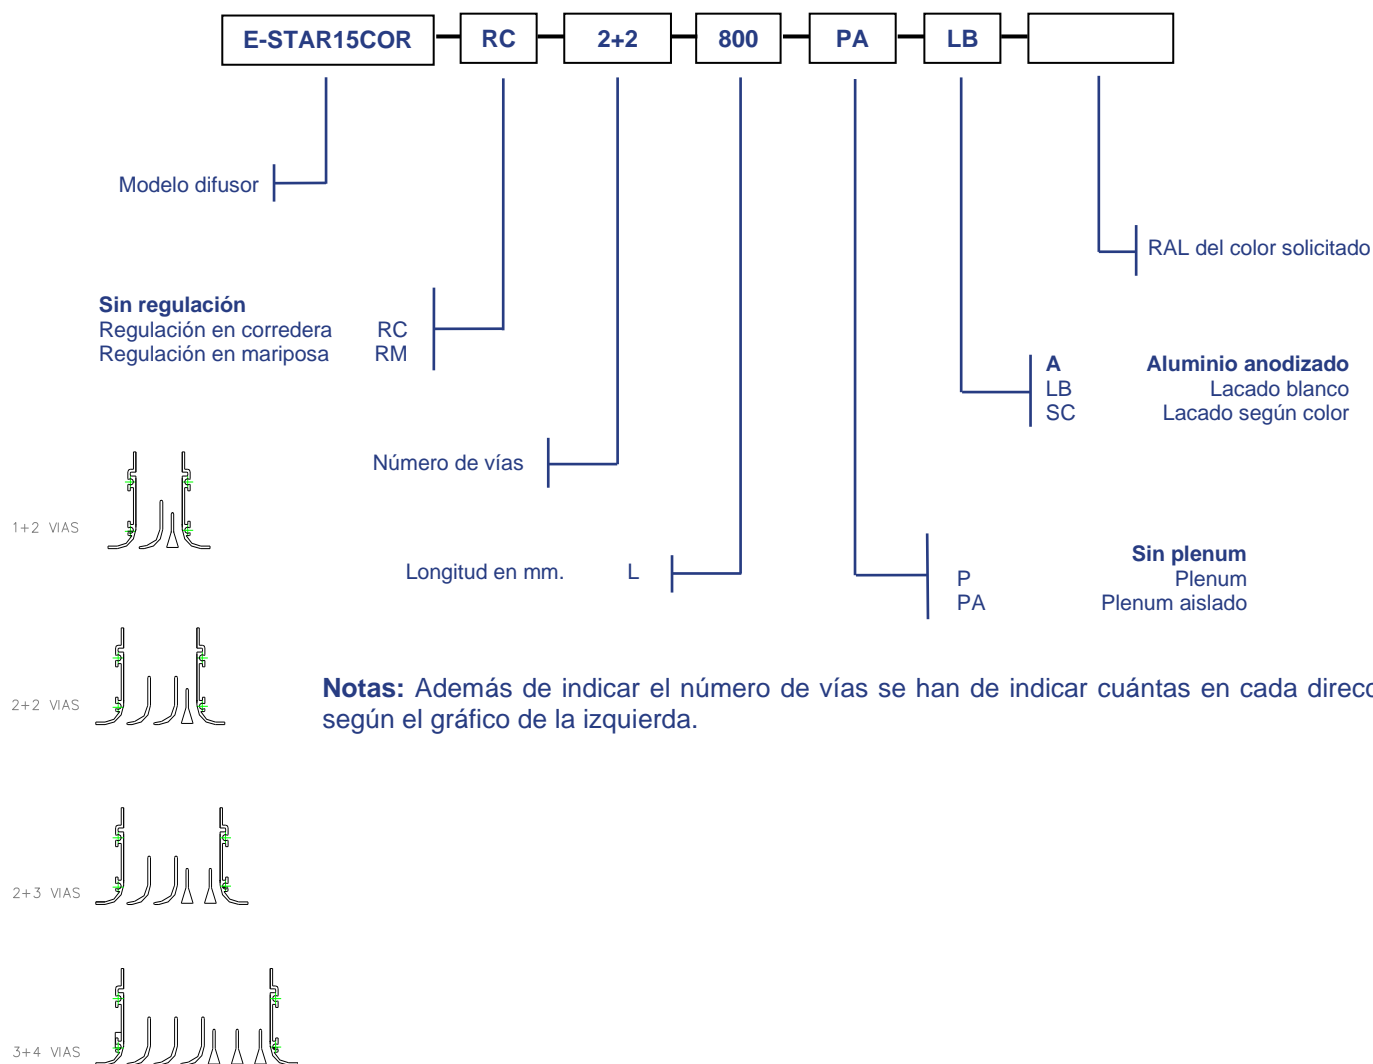 E-STAR15COR RC 2+2 800 PA LB
Modelo difusor
RAL del color solicitado
Sin regulación
Regulación en corredera RC
Regulación en mariposa RM
A Aluminio anodizado
LB Lacado blanco
SC Lacado según color
Número de vías
1+2 VIAS
Longitud en mm. L
Sin plenum
P Plenum
PA Plenum aislado
2+2 VIAS
Notas: Además de indicar el número de vías se han de indicar cuántas en cada direcc
según el gráfico de la izquierda.
2+3 VIAS
3+4 VIAS